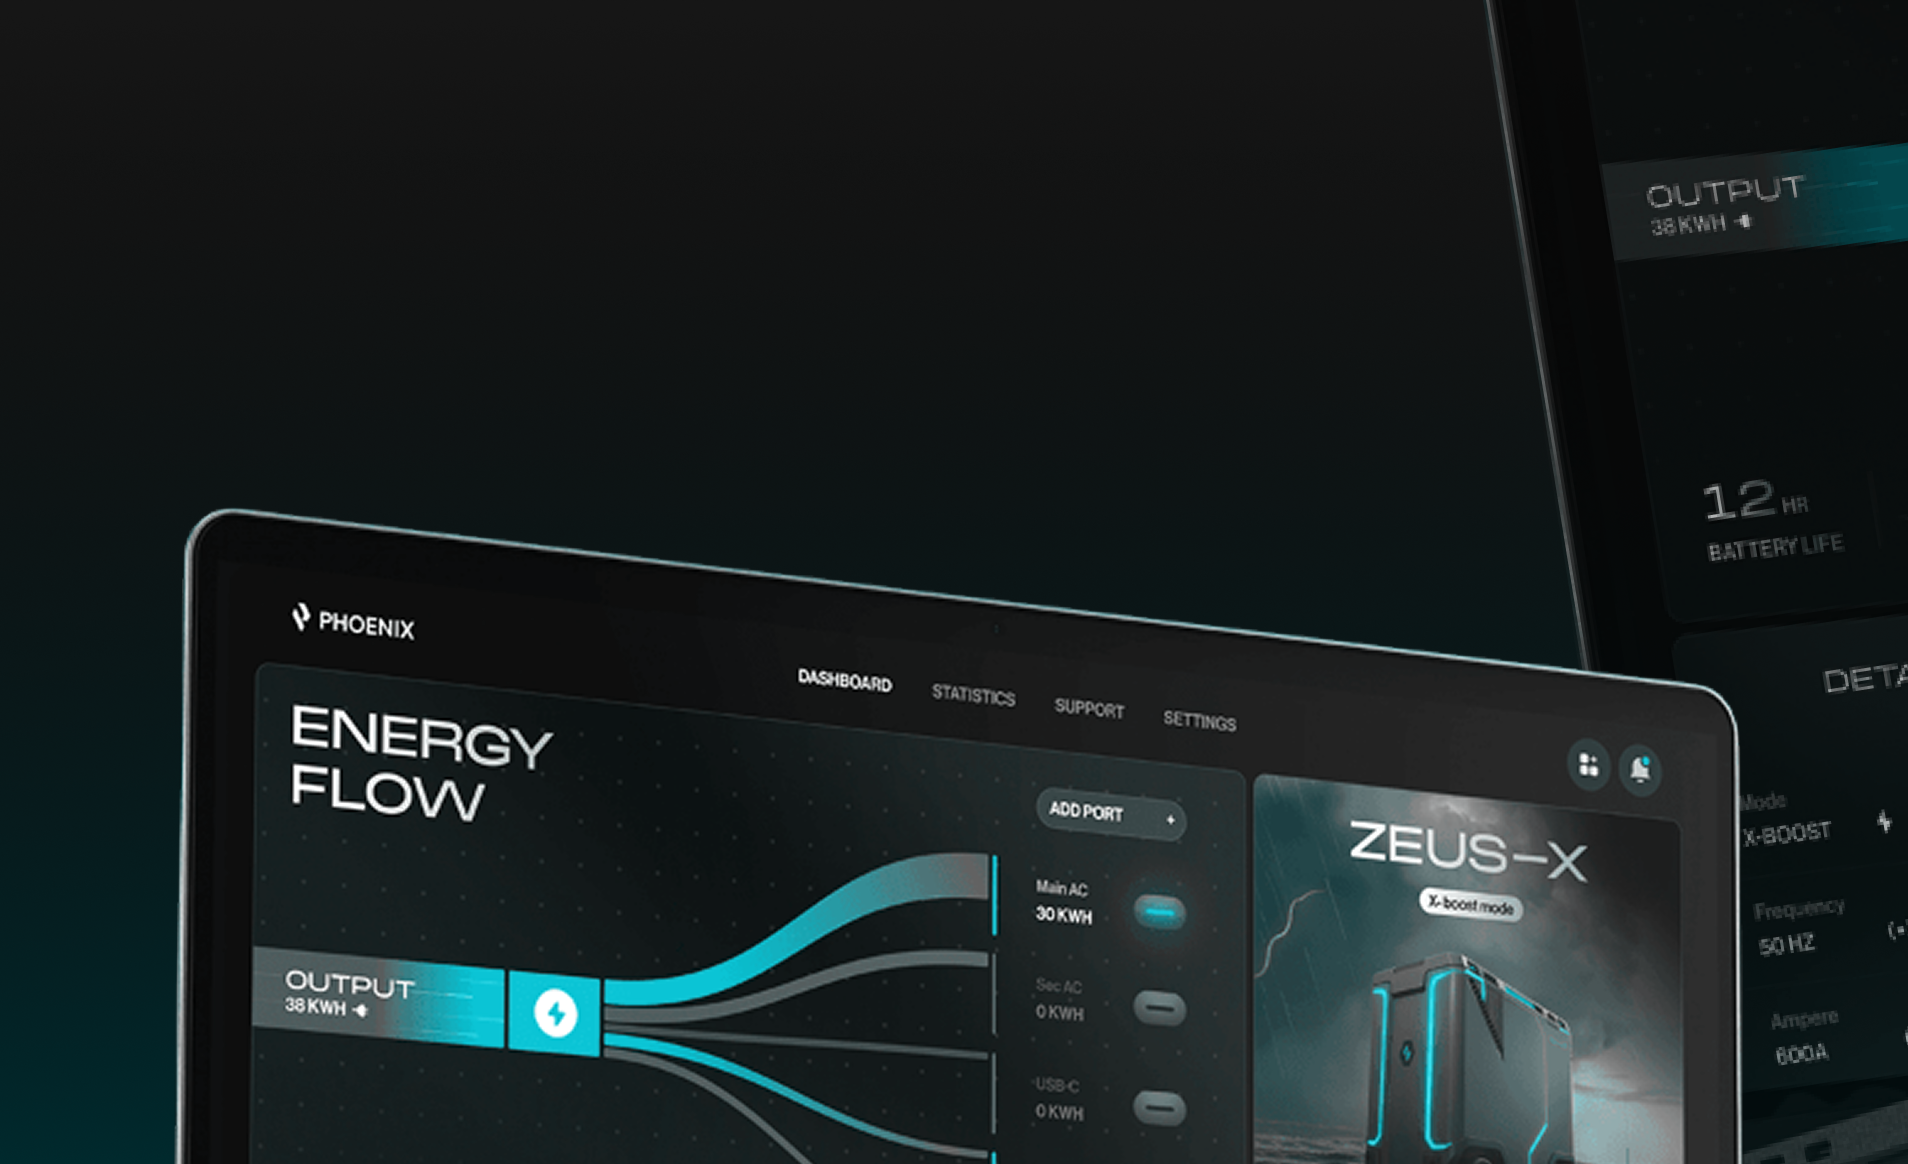 PHOENIX
DASHBOARD
STATISTICS
SUPPORT
SETTINGS
ENERGY
FLOW
ADD PORT +
Main AC
30 KWH
Sec AC
0 KWH
USB-C
0 KWH
OUTPUT
38 KWH
ZEUS-X
X-boost mode
OUTPUT
38 KWH
12 HR
BATTERY LIFE
Mode
X-BOOST
Frequency
50 HZ
Ampere
600A